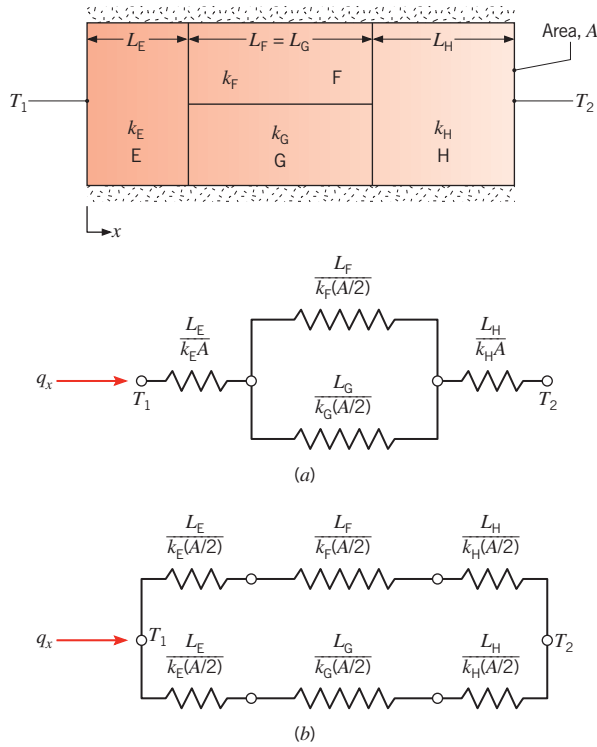 L_E L_F = L_G L_H Area, A
k_F F
T_1 T_2
k_E k_G k_H
E G H
x
L_F
k_F(A/2)
L_E L_H
k_E A k_H A
q_x T_1 T_2
L_G
k_G(A/2)
(a)
L_E L_F L_H
k_E(A/2) k_F(A/2) k_H(A/2)
q_x T_1 T_2
L_E L_G L_H
k_E(A/2) k_G(A/2) k_H(A/2)
(b)